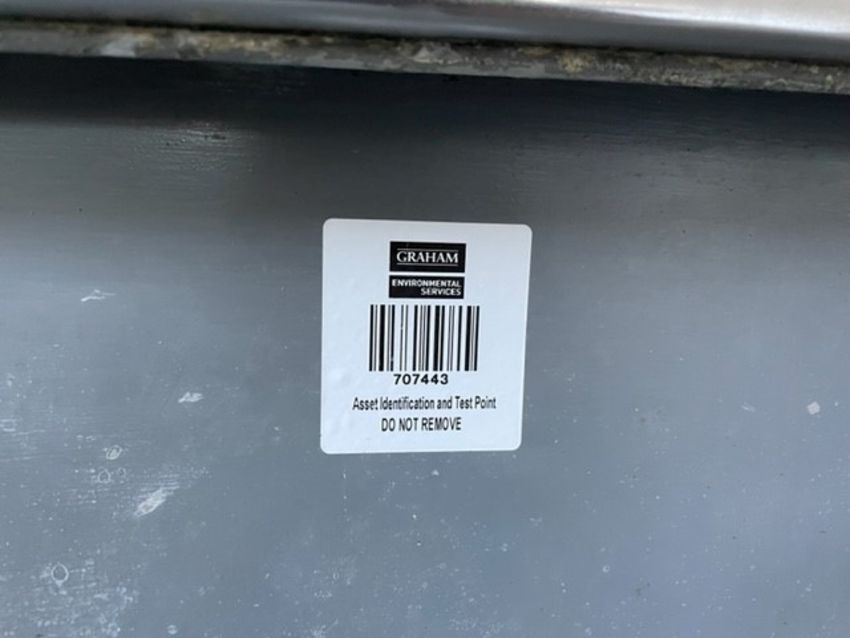 GRAHAM
ENVIRONMENTAL
SERVICES
707443
Asset Identification and Test Point
DO NOT REMOVE